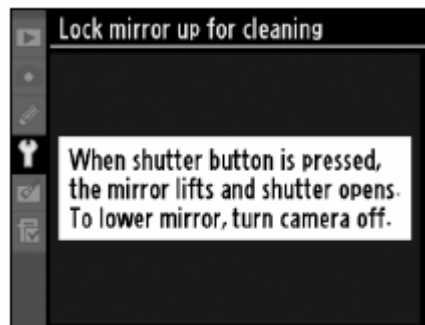 Lock mirror up for cleaning
When shutter button is pressed,
the mirror lifts and shutter opens.
To lower mirror, turn camera off.